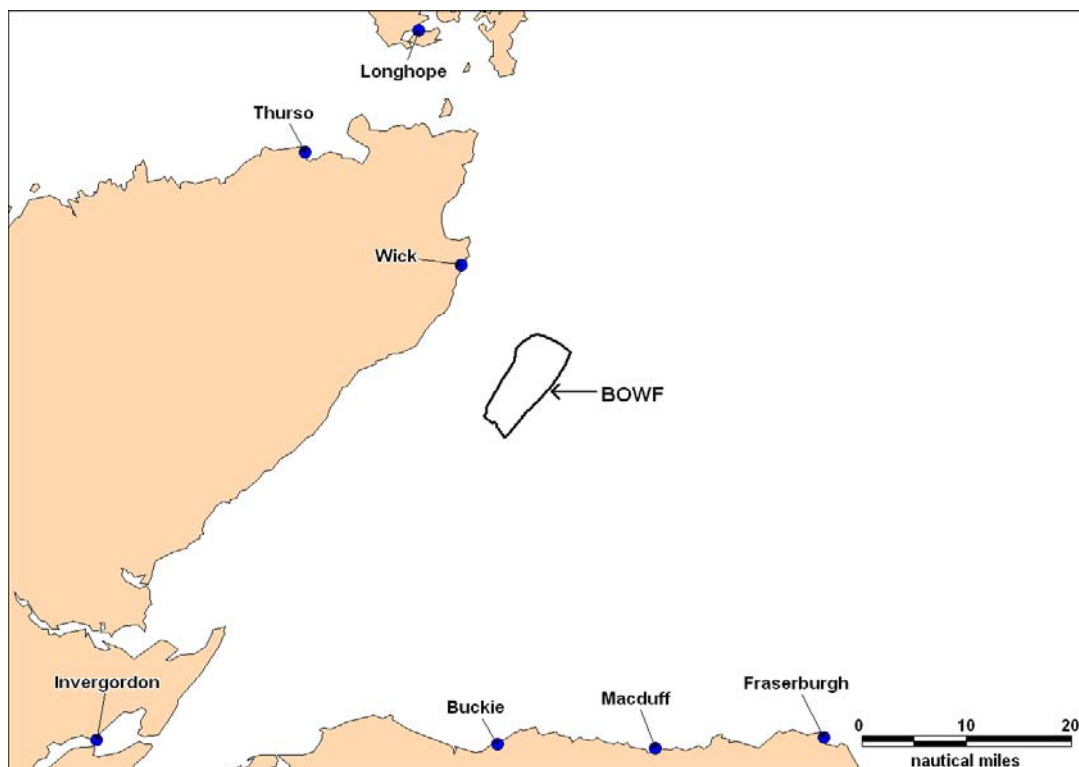 Longhope
Thurso
Wick
BOWF
Invergordon
Buckie
Macduff
Fraserburgh
0 10 20
nautical miles